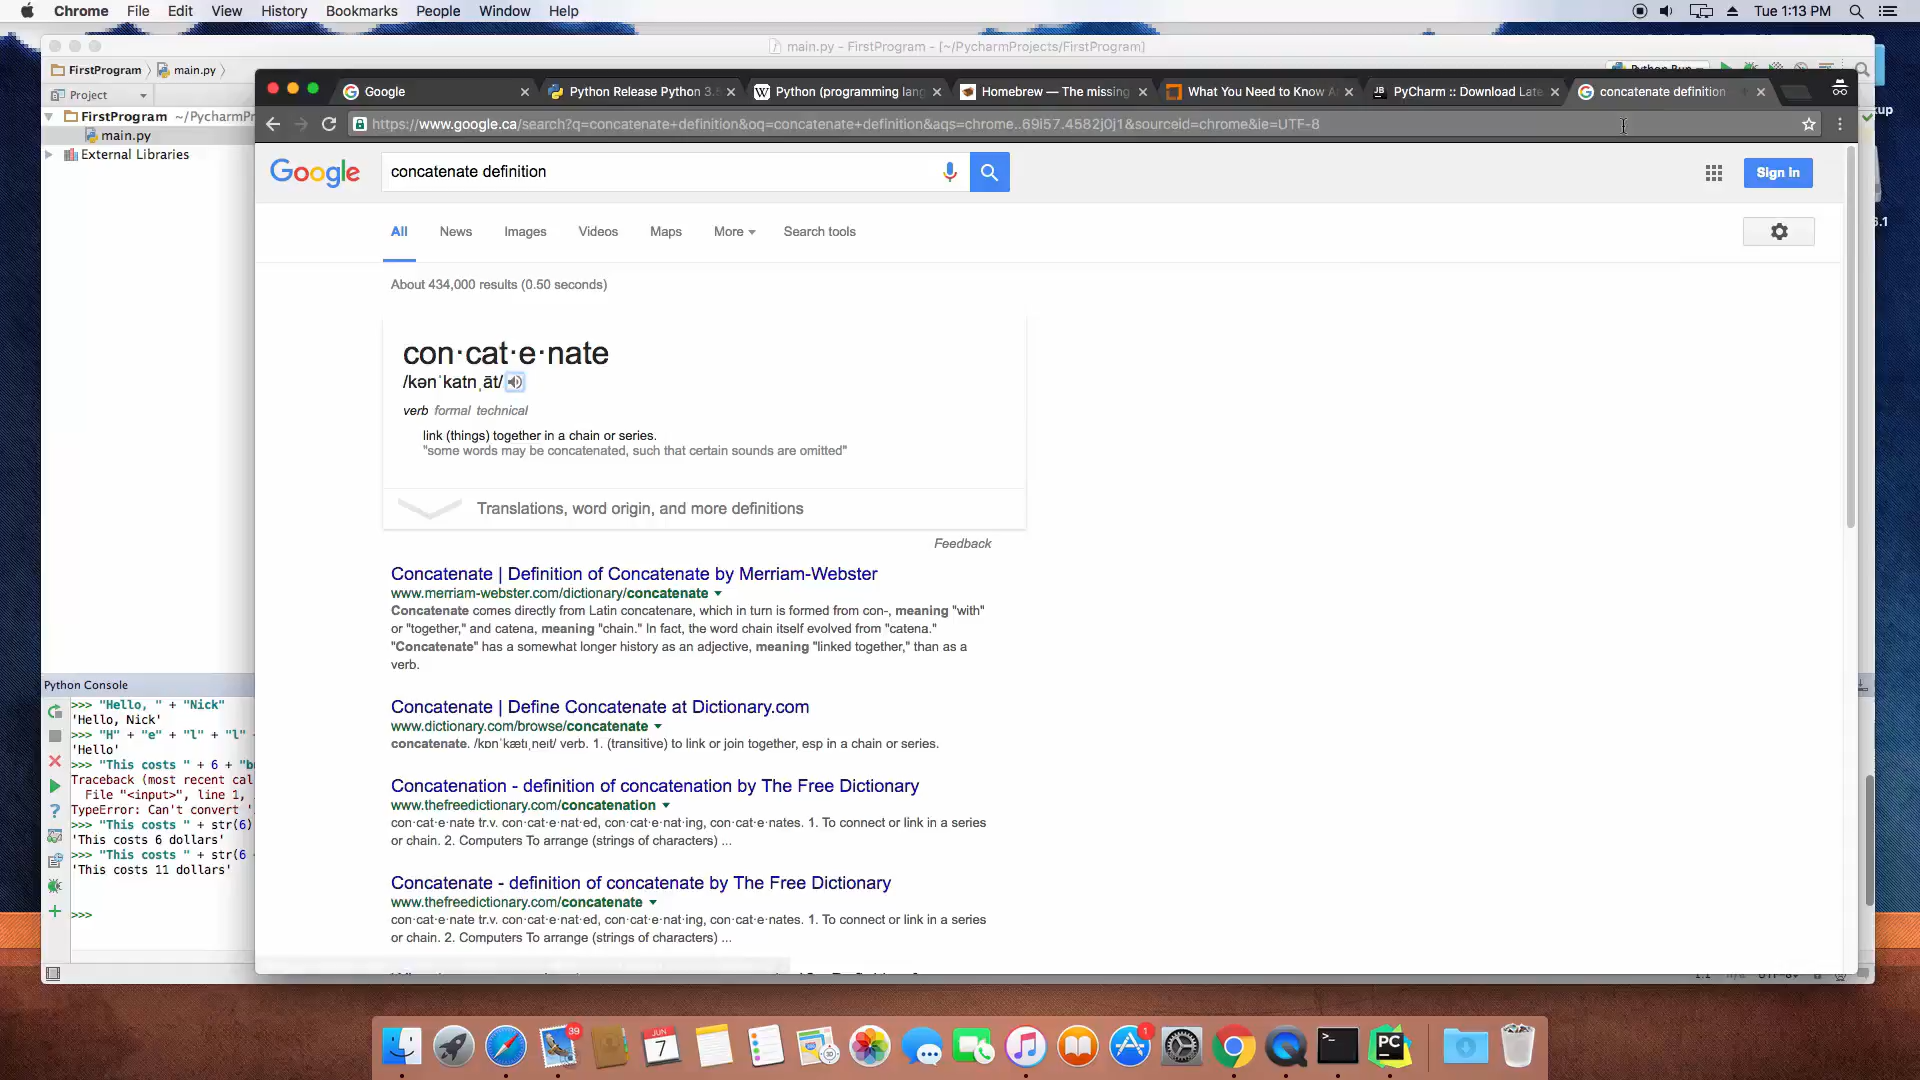 Chrome File Edit View History Bookmarks People Window Help
Tue 1:13 PM
main.py - FirstProgram - [~/PycharmProjects/FirstProgram]
FirstProgram main.py
Project
FirstProgram ~/PycharmPr
main.py
External Libraries
Google
Python Release Python 3.
Python (programming lang
Homebrew — The missing
What You Need to Know A
PyCharm :: Download Late
concatenate definition
https://www.google.ca/search?q=concatenate+definition&oq=concatenate+definition&aqs=chrome..69i57.4582j0j1&sourceid=chrome&ie=UTF-8
Google
concatenate definition
Sign in
All News Images Videos Maps More Search tools
About 434,000 results (0.50 seconds)
con·cat·e·nate
/kənˈkatnˌāt/
verb formal technical
link (things) together in a chain or series.
"some words may be concatenated, such that certain sounds are omitted"
Translations, word origin, and more definitions
Feedback
Concatenate | Definition of Concatenate by Merriam-Webster
www.merriam-webster.com/dictionary/concatenate
Concatenate comes directly from Latin concatenare, which in turn is formed from con-, meaning "with"
or "together," and catena, meaning "chain." In fact, the word chain itself evolved from "catena."
"Concatenate" has a somewhat longer history as an adjective, meaning "linked together," than as a
verb.
Concatenate | Define Concatenate at Dictionary.com
www.dictionary.com/browse/concatenate
concatenate. /kɒnˈkætɪˌneɪt/ verb. 1. (transitive) to link or join together, esp in a chain or series.
Concatenation - definition of concatenation by The Free Dictionary
www.thefreedictionary.com/concatenation
con·cat·e·nate tr.v. con·cat·e·nat·ed, con·cat·e·nat·ing, con·cat·e·nates. 1. To connect or link in a series
or chain. 2. Computers To arrange (strings of characters) ...
Concatenate - definition of concatenate by The Free Dictionary
www.thefreedictionary.com/concatenate
con·cat·e·nate tr.v. con·cat·e·nat·ed, con·cat·e·nat·ing, con·cat·e·nates. 1. To connect or link in a series
or chain. 2. Computers To arrange (strings of characters) ...
Python Console
>>> "Hello, " + "Nick"
'Hello, Nick'
>>> "H" + "e" + "l" + "l"
'Hello'
>>> "This costs " + 6 + "b
Traceback (most recent cal
File "<input>", line 1,
TypeError: Can't convert '
>>> "This costs " + str(6)
'This costs 6 dollars'
>>> "This costs " + str(6
'This costs 11 dollars'
>>>
39
JUN
7
1
PC